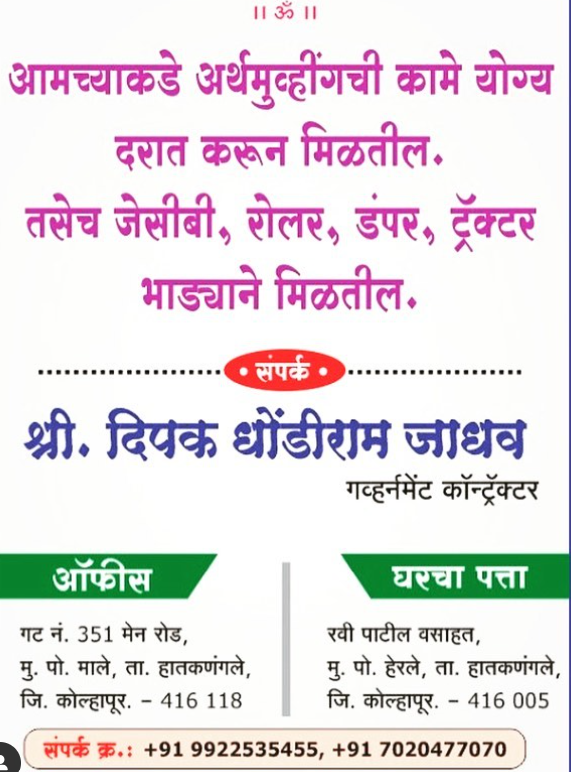 ॥ ॐ ॥
आमच्याकडे अर्थमुव्हींगची कामे योग्य
दरात करून मिळतील.
तसेच जेसीबी, रोलर, डंपर, ट्रॅक्टर
भाड्याने मिळतील.
• संपर्क •
श्री. दिपक धोंडीराम जाधव
गव्हर्नमेंट कॉन्ट्रॅक्टर
ऑफीस
गट नं. 351 मेन रोड,
मु. पो. माले, ता. हातकणंगले,
जि. कोल्हापूर. – 416 118
घरचा पत्ता
रवी पाटील वसाहत,
मु. पो. हेरले, ता. हातकणंगले,
जि. कोल्हापूर. – 416 005
संपर्क क्र.: +91 9922535455, +91 7020477070